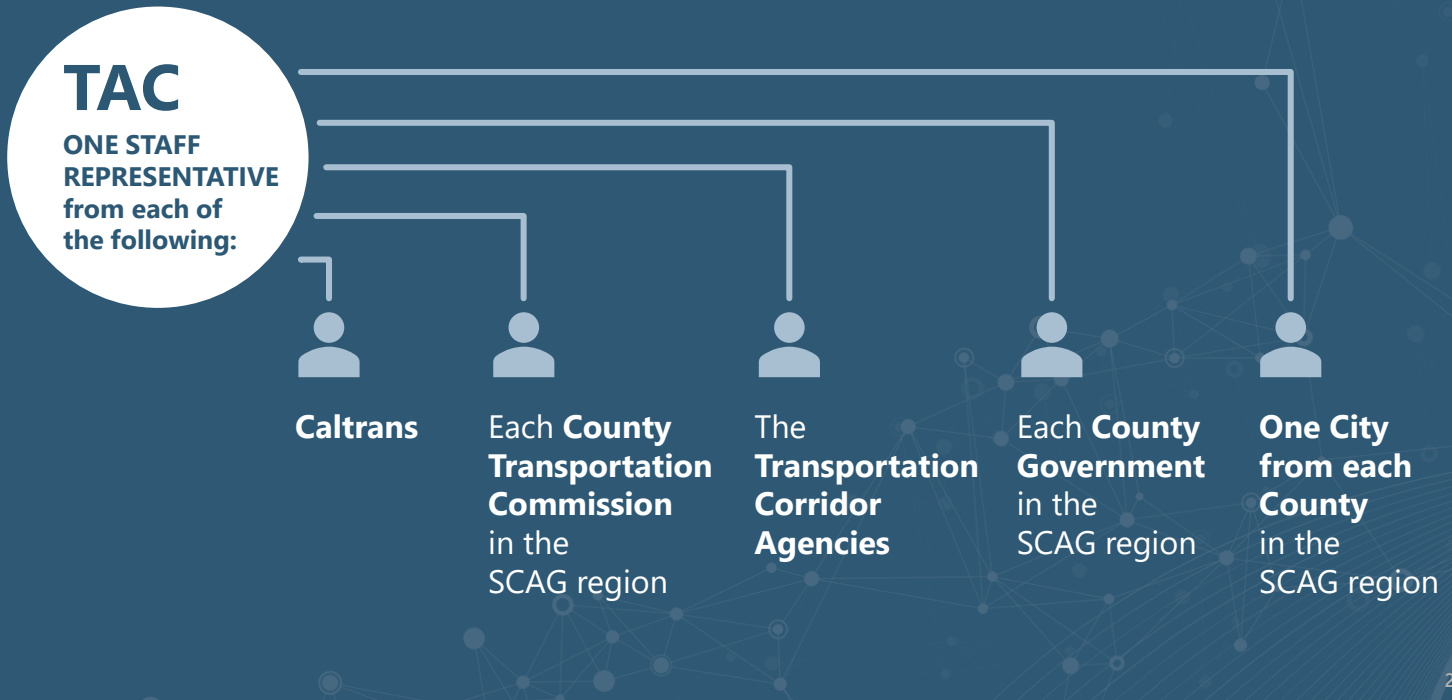 TAC
ONE STAFF
REPRESENTATIVE
from each of
the following:
Caltrans
Each County
Transportation
Commission
in the
SCAG region
The
Transportation
Corridor
Agencies
Each County
Government
in the
SCAG region
One City
from each
County
in the
SCAG region